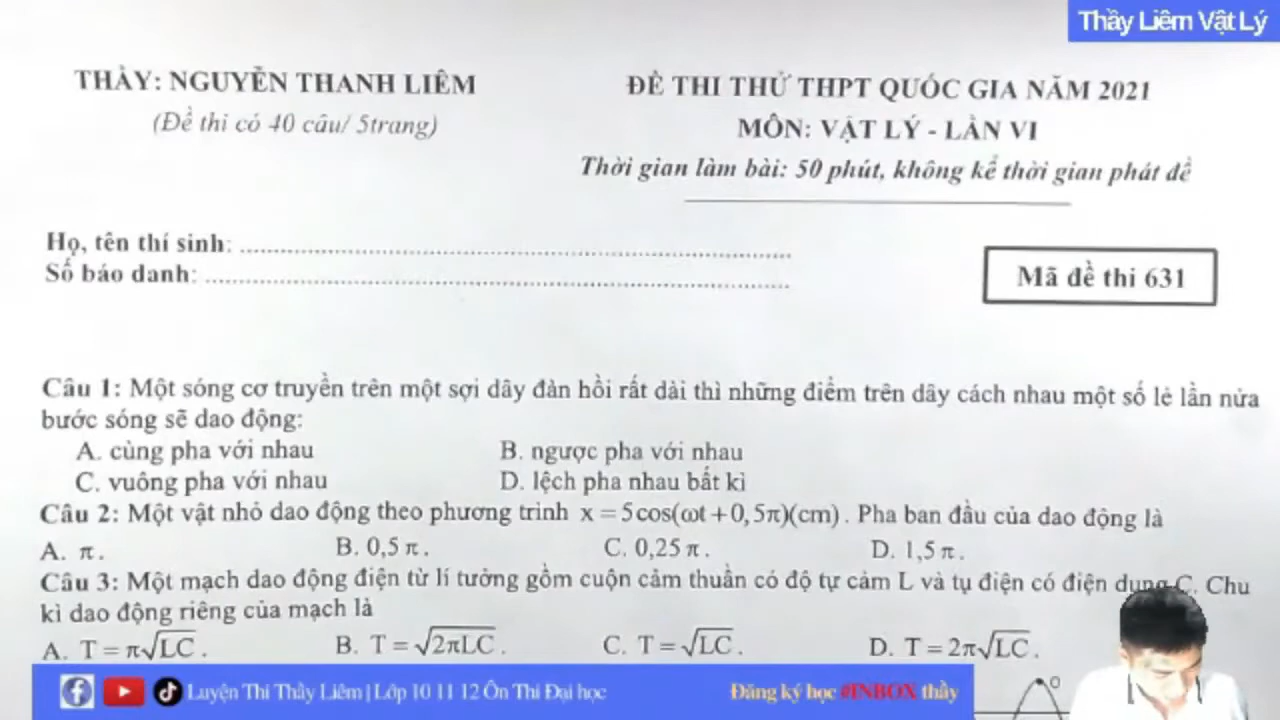 Thầy Liêm Vật Lý
THẦY: NGUYỄN THANH LIÊM
(Đề thi có 40 câu/ 5trang)
ĐỀ THI THỬ THPT QUỐC GIA NĂM 2021
MÔN: VẬT LÝ - LẦN VI
Thời gian làm bài: 50 phút, không kể thời gian phát đề
Họ, tên thí sinh:
Số báo danh:
Mã đề thi 631
Câu 1: Một sóng cơ truyền trên một sợi dây đàn hồi rất dài thì những điểm trên dây cách nhau một số lẻ lần nửa
bước sóng sẽ dao động:
A. cùng pha với nhau B. ngược pha với nhau
C. vuông pha với nhau D. lệch pha nhau bất kì
Câu 2: Một vật nhỏ dao động theo phương trình x = 5cos(ωt + 0,5π)(cm). Pha ban đầu của dao động là
A. π. B. 0,5 π. C. 0,25 π. D. 1,5 π.
Câu 3: Một mạch dao động điện từ lí tưởng gồm cuộn cảm thuần có độ tự cảm L và tụ điện có điện dung C. Chu
kì dao động riêng của mạch là
A. T = π√LC. B. T = √2πLC. C. T = √LC. D. T = 2π√LC.
Luyện Thi Thầy Liêm | Lớp 10 11 12 Ôn Thi Đại học
Đăng ký học #INBOX thầy